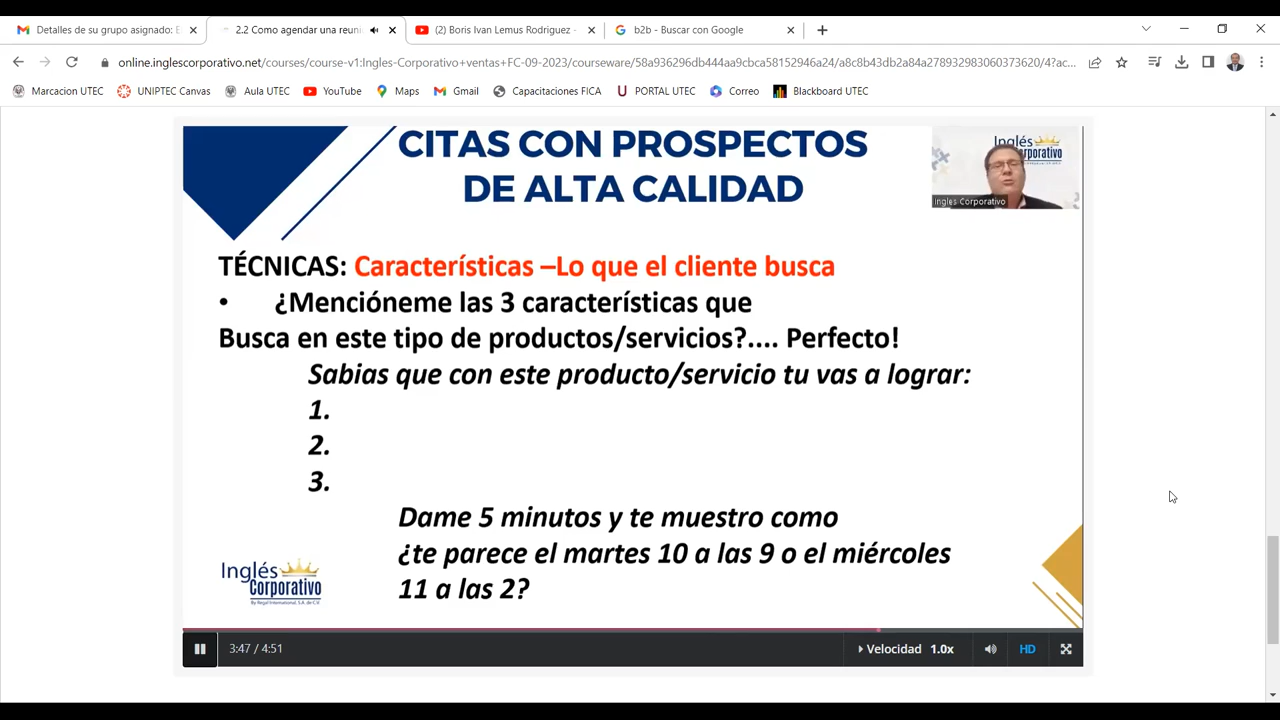 Detalles de su grupo asignado: E
2.2 Como agendar una reuni
(2) Boris Ivan Lemus Rodriguez -
b2b - Buscar con Google
online.inglescorporativo.net/courses/course-v1:Ingles-Corporativo+ventas+FC-09-2023/courseware/58a936296db444aa9cbca58152946a24/a8c8b43db2a84a278932983060373620/4?ac...
Marcacion UTEC
UNIPTEC Canvas
Aula UTEC
YouTube
Maps
Gmail
Capacitaciones FICA
PORTAL UTEC
Correo
Blackboard UTEC
CITAS CON PROSPECTOS
DE ALTA CALIDAD
Inglés
Ingles Corporativo
TÉCNICAS: Características –Lo que el cliente busca
• ¿Mencióneme las 3 características que
Busca en este tipo de productos/servicios?.... Perfecto!
Sabias que con este producto/servicio tu vas a lograr:
1.
2.
3.
Dame 5 minutos y te muestro como
¿te parece el martes 10 a las 9 o el miércoles
11 a las 2?
Inglés
Corporativo
By Regal International, S.A. de C.V.
3:47 / 4:51
Velocidad 1.0x
HD